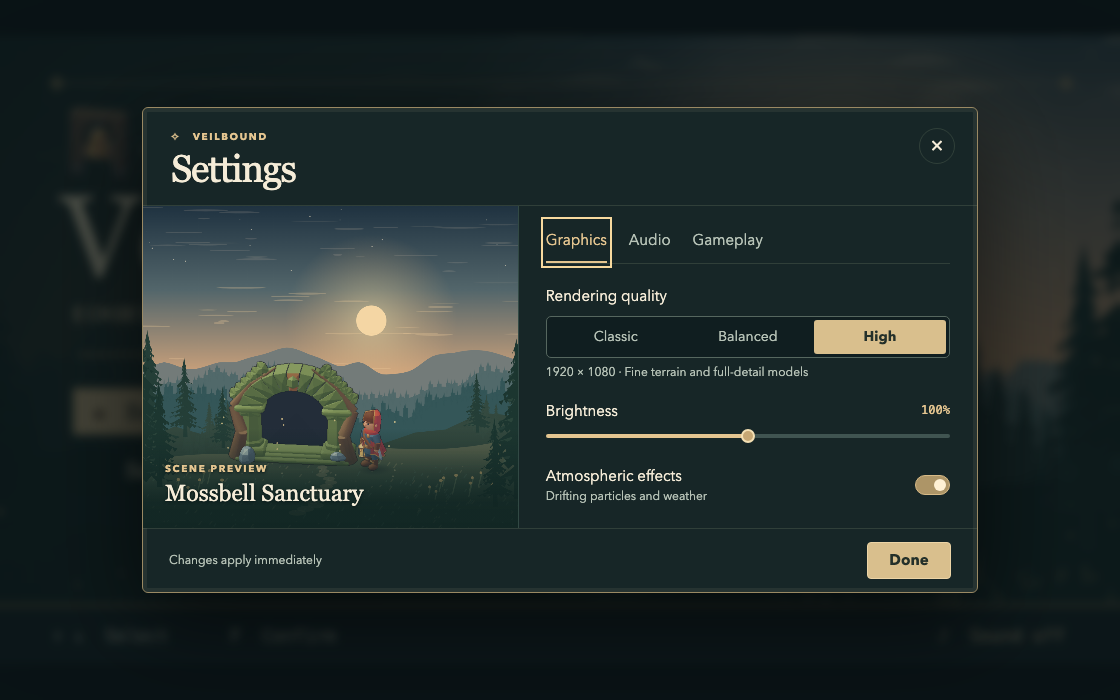 VEILBOUND
Settings
Graphics Audio Gameplay
Rendering quality
Classic Balanced High
1920 × 1080 · Fine terrain and full-detail models
Brightness 100%
Atmospheric effects
Drifting particles and weather
SCENE PREVIEW
Mossbell Sanctuary
Changes apply immediately
Done